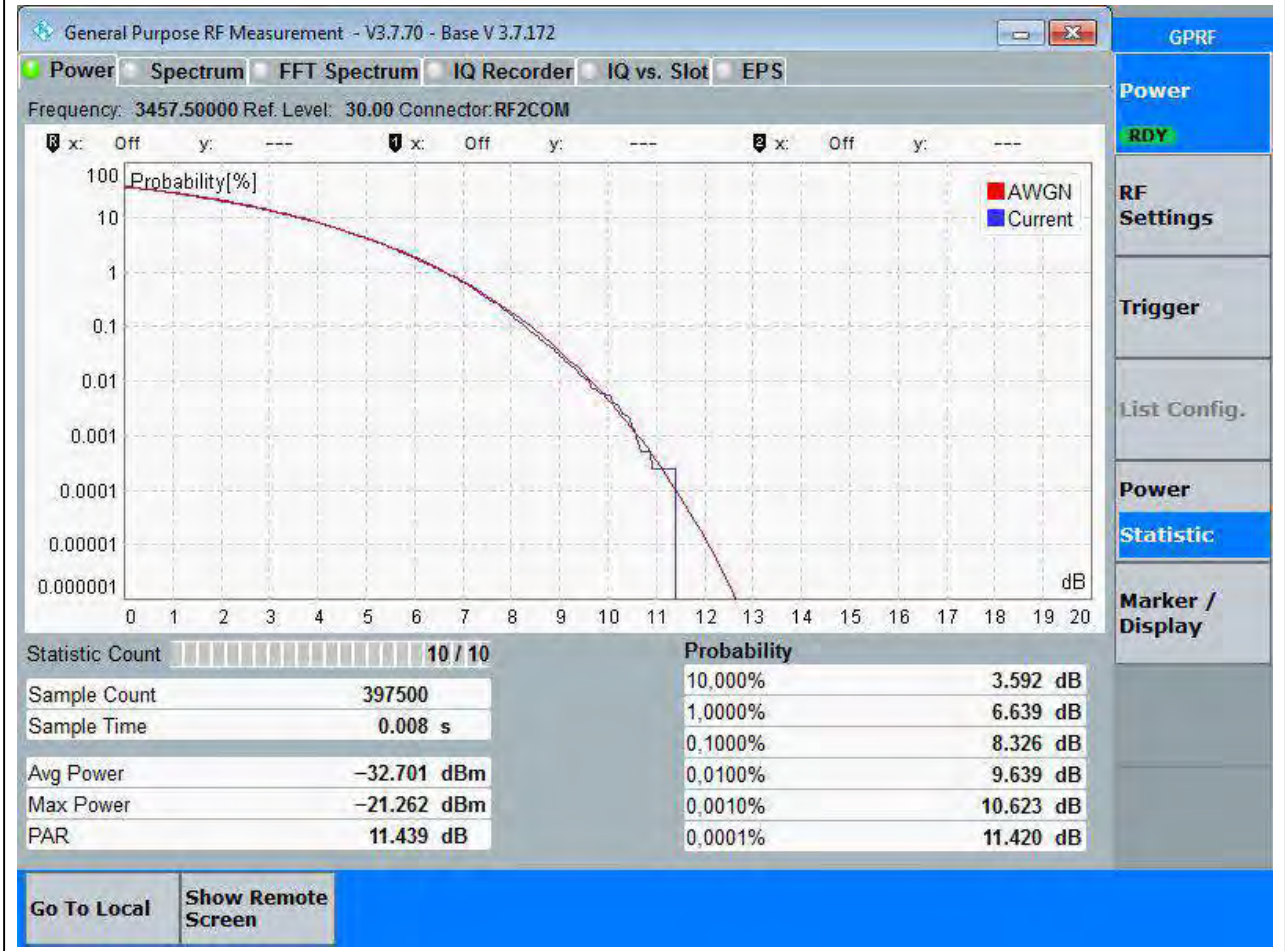 General Purpose RF Measurement - V3.7.70 - Base V 3.7.172
GPRF
Power Spectrum FFT Spectrum IQ Recorder IQ vs. Slot EPS
Frequency: 3457.50000 Ref. Level: 30.00 Connector:RF2COM
R x: Off y: --- 1 x: Off y: --- 2 x: Off y: ---
Probability[%]
100
10
1
0.1
0.01
0.001
0.0001
0.00001
0.000001
AWGN
Current
dB
0 1 2 3 4 5 6 7 8 9 10 11 12 13 14 15 16 17 18 19 20
Statistic Count 10 / 10
Sample Count 397500
Sample Time 0.008 s
Avg Power −32.701 dBm
Max Power −21.262 dBm
PAR 11.439 dB
Probability
10,000% 3.592 dB
1,0000% 6.639 dB
0,1000% 8.326 dB
0,0100% 9.639 dB
0,0010% 10.623 dB
0,0001% 11.420 dB
Power
RDY
RF
Settings
Trigger
List Config.
Power
Statistic
Marker /
Display
Go To Local
Show Remote
Screen